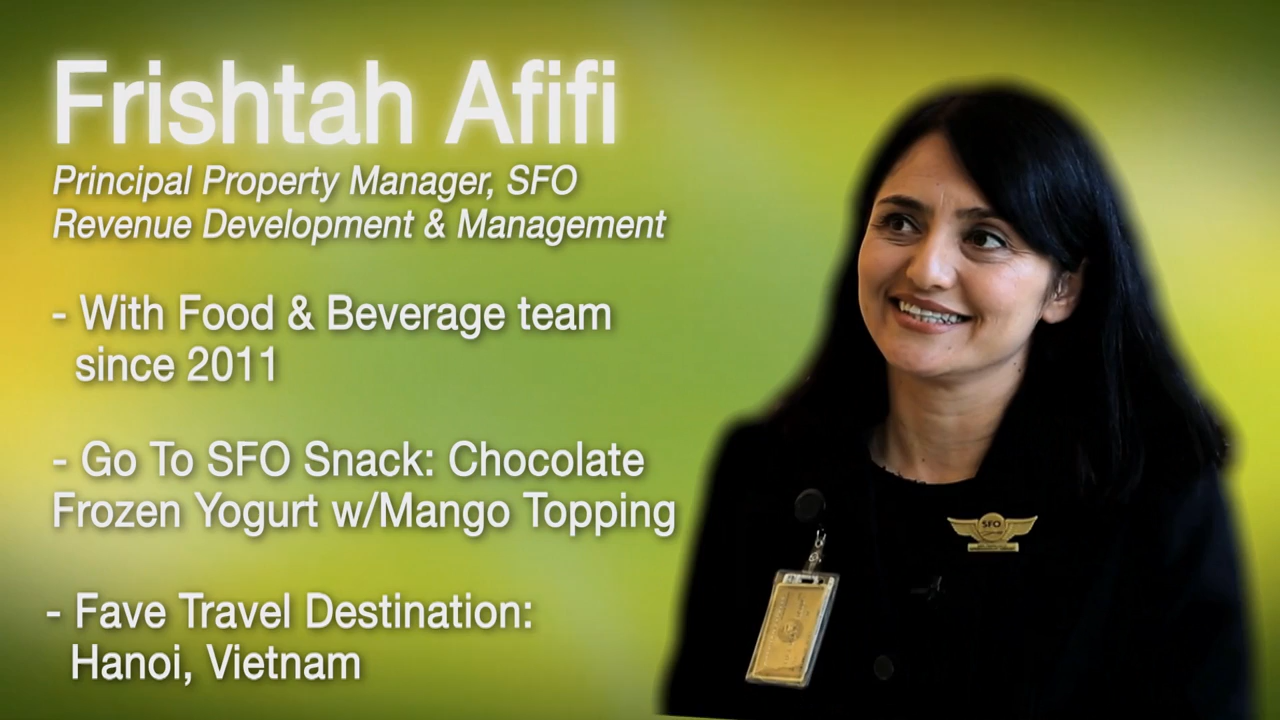 Frishtah Afifi
Principal Property Manager, SFO
Revenue Development & Management
- With Food & Beverage team
since 2011
- Go To SFO Snack: Chocolate
Frozen Yogurt w/Mango Topping
- Fave Travel Destination:
Hanoi, Vietnam
SFO